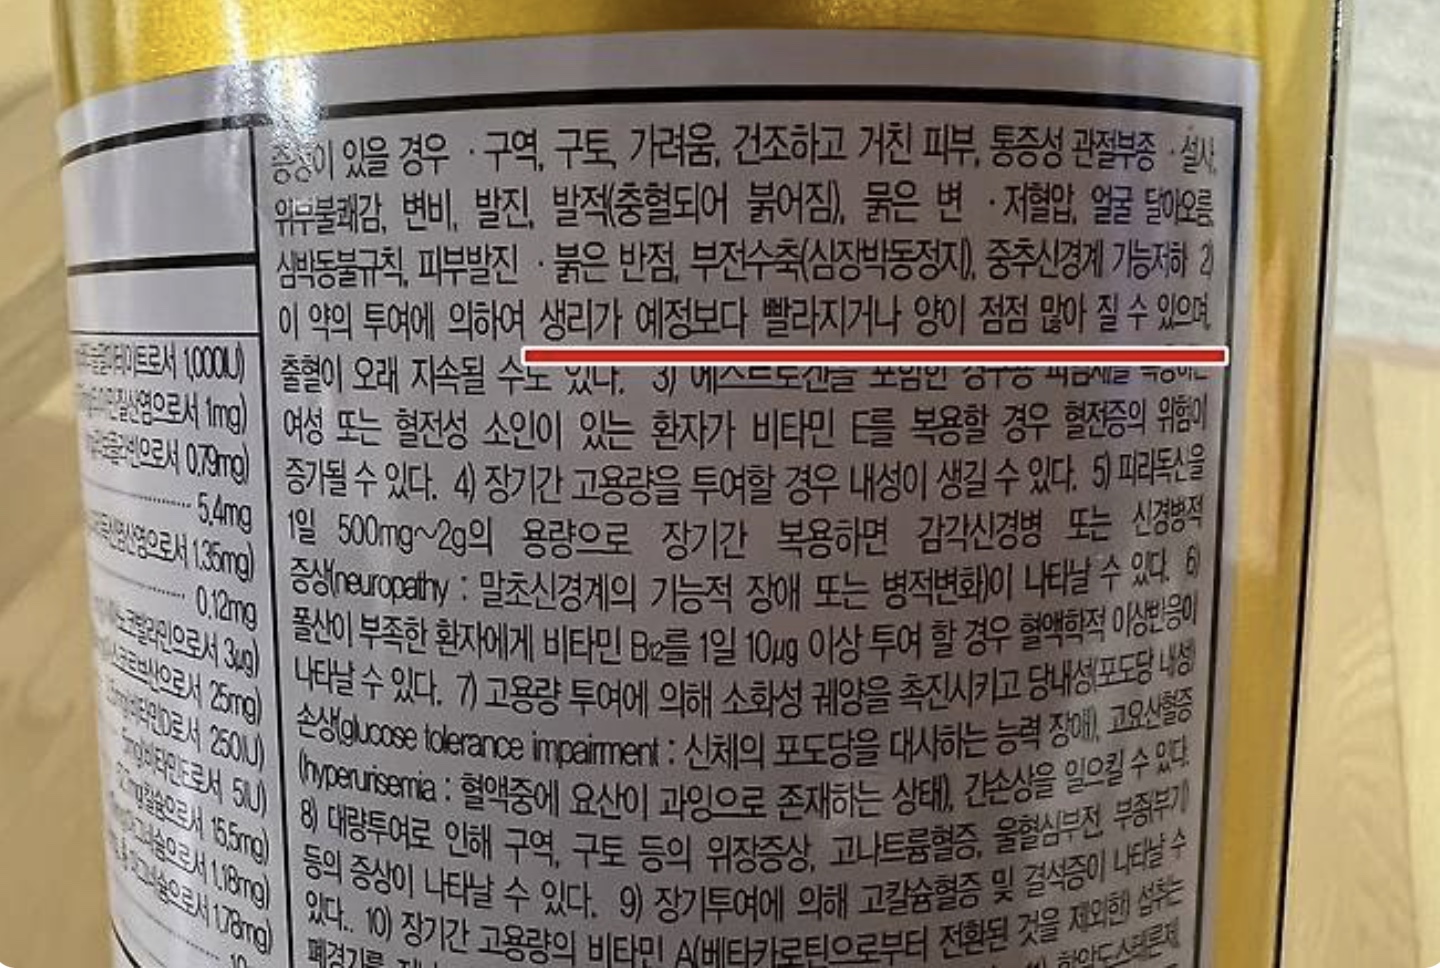 증상이 있을 경우 · 구역, 구토, 가려움, 건조하고 거친 피부, 통증성 관절부종 · 설사,
위부불쾌감, 변비, 발진, 발적(충혈되어 붉어짐), 묽은 변 · 저혈압, 얼굴 달아오름,
심박동불규칙, 피부발진 · 붉은 반점, 부전수축(심장박동정지), 중추신경계 기능저하 2)
이 약의 투여에 의하여 생리가 예정보다 빨라지거나 양이 점점 많아 질 수 있으며,
출혈이 오래 지속될 수도 있다. 3) 에스트로겐을 포함한 경구용 피임제를 복용하는
여성 또는 혈전성 소인이 있는 환자가 비타민 E를 복용할 경우 혈전증의 위험이
증가될 수 있다. 4) 장기간 고용량을 투여할 경우 내성이 생길 수 있다. 5) 피리독신을
1일 500mg~2g의 용량으로 장기간 복용하면 감각신경병 또는 신경병적
증상(neuropathy : 말초신경계의 기능적 장애 또는 병적변화)이 나타날 수 있다. 6)
폴산이 부족한 환자에게 비타민 B12를 1일 10μg 이상 투여 할 경우 혈액학적 이상반응이
나타날 수 있다. 7) 고용량 투여에 의해 소화성 궤양을 촉진시키고 당내성(포도당 내성)
손상(glucose tolerance impairment : 신체의 포도당을 대사하는 능력 장애), 고요산혈증
(hyperurisemia : 혈액중에 요산이 과잉으로 존재하는 상태), 간손상을 일으킬 수 있다.
8) 대량투여로 인해 구역, 구토 등의 위장증상, 고나트륨혈증, 울혈심부전, 부종(부기)
등의 증상이 나타날 수 있다. 9) 장기투여에 의해 고칼슘혈증 및 결석증이 나타날 수
있다.. 10) 장기간 고용량의 비타민 A(베타카로틴으로부터 전환된 것을 제외한) 섭취는
1,000IU)
1mg)
0.79mg)
5.4mg
1.35mg)
0.12mg
3μg)
25mg)
250IU)
5IU)
15.5mg)
1.18mg)
1.78mg)